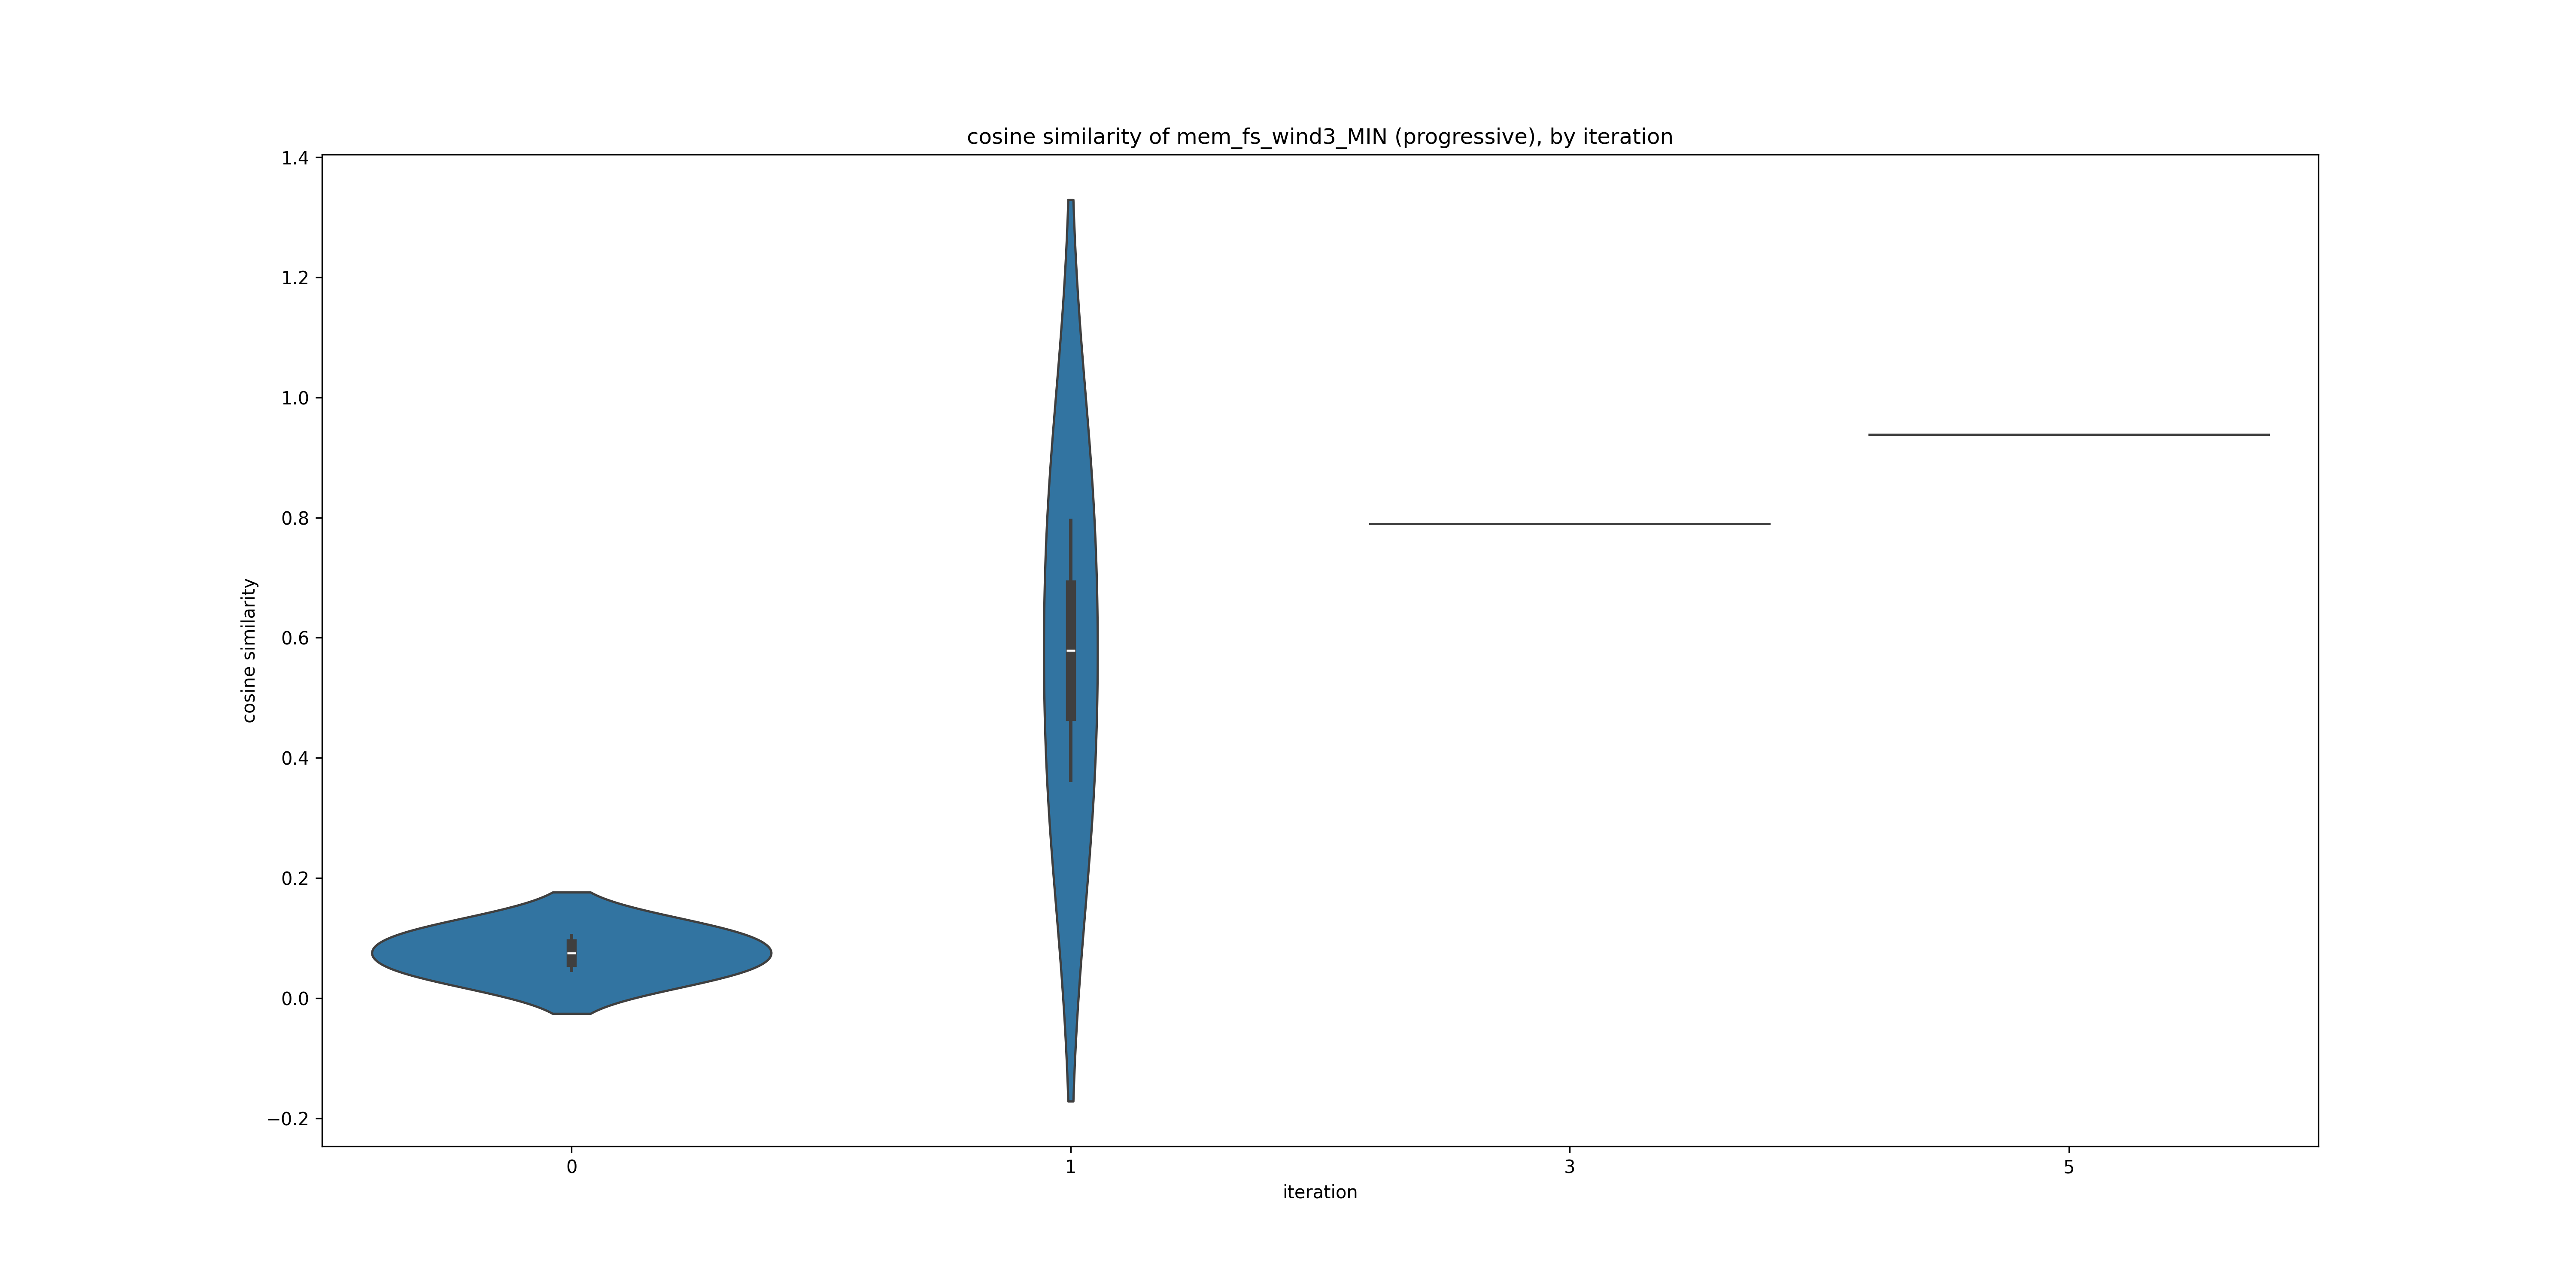 cosine similarity of mem_fs_wind3_MIN (progressive), by iteration
1.4
1.2
1.0
0.8
0.6
0.4
0.2
0.0
−0.2
cosine similarity
0 1 3 5
iteration